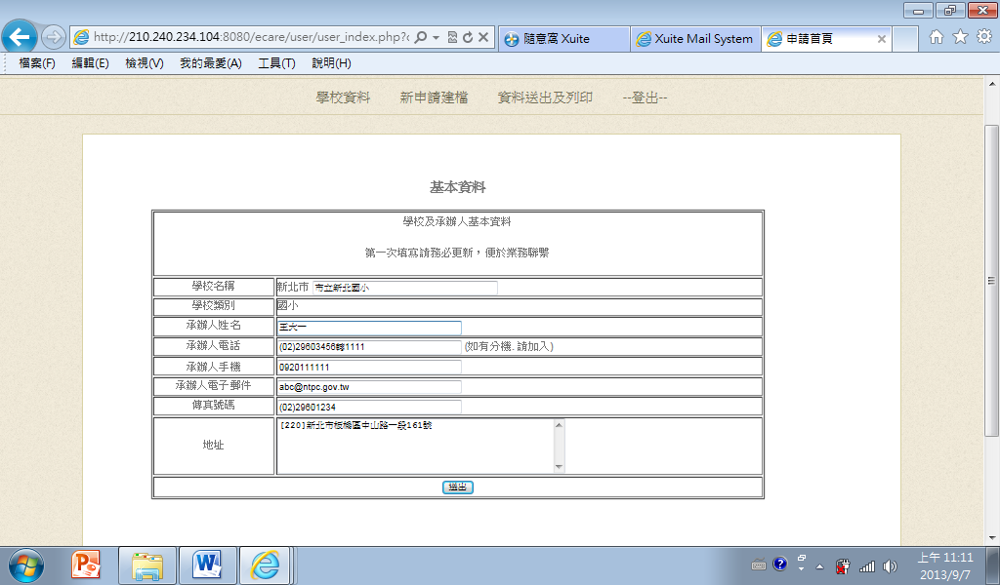 http://210.240.234.104:8080/ecare/user/user_index.php?c
隨意窩 Xuite
Xuite Mail System
申請首頁
檔案(F) 編輯(E) 檢視(V) 我的最愛(A) 工具(T) 說明(H)
學校資料 新申請建檔 資料送出及列印 --登出--
基本資料
學校及承辦人基本資料
第一次填寫請務必更新，便於業務聯繫
學校名稱 新北市 市立新北國小
學校類別 國小
承辦人姓名 王大一
承辦人電話 (02)29603456轉1111 (如有分機,請加入)
承辦人手機 0920111111
承辦人電子郵件 abc@ntpc.gov.tw
傳真號碼 (02)29601234
地址 [220]新北市板橋區中山路一段161號
送出
上午 11:11
2013/9/7